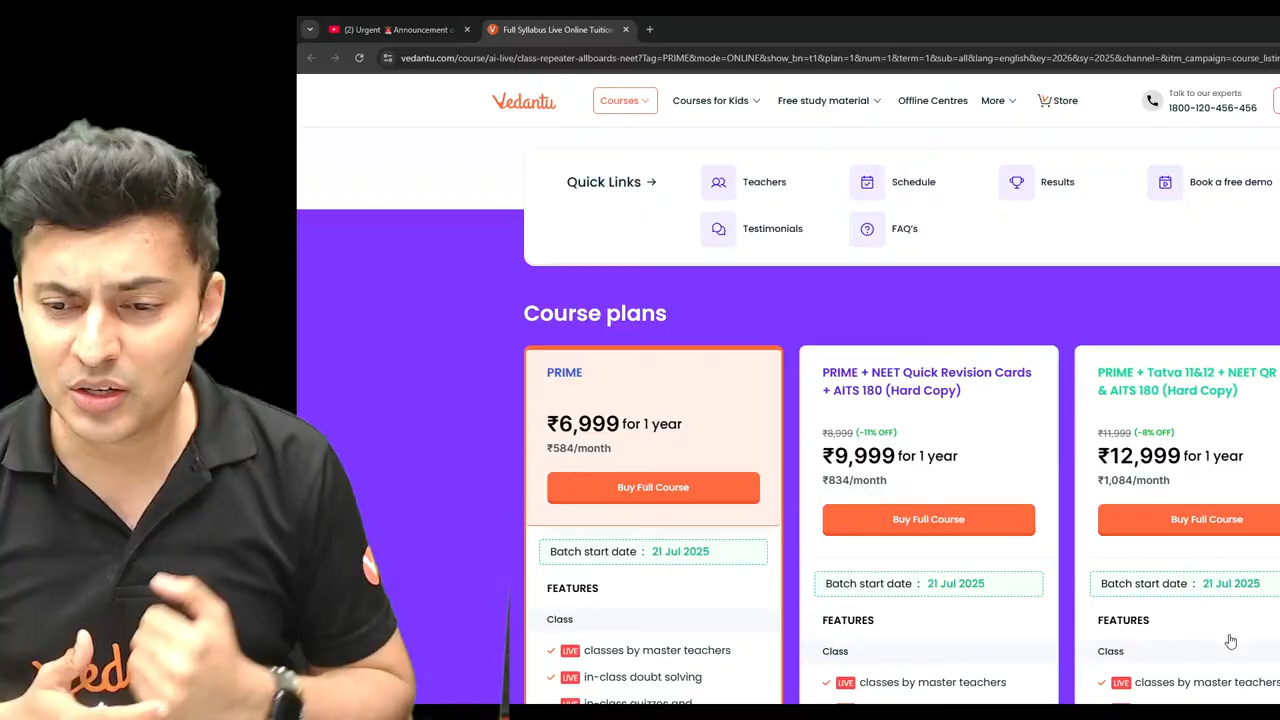 (2) Urgent 🚨Announcement o
Full Syllabus Live Online Tuition
vedantu.com/course/ai-live/class-repeater-allboards-neet?Tag=PRIME&mode=ONLINE&show_bn=t1&plan=1&num=1&term=1&sub=all&lang=english&ey=2026&sy=2025&channel=&itm_campaign=course_listin
Vedantu
Courses
Courses for Kids
Free study material
Offline Centres
More
Store
Talk to our experts
1800-120-456-456
Quick Links →
Teachers
Schedule
Results
Book a free demo
Testimonials
FAQ's
Course plans
PRIME
₹6,999 for 1 year
₹584/month
Buy Full Course
Batch start date : 21 Jul 2025
FEATURES
Class
LIVE classes by master teachers
LIVE in-class doubt solving
LIVE in-class quizzes and
PRIME + NEET Quick Revision Cards
+ AITS 180 (Hard Copy)
₹8,999 (-11% OFF)
₹9,999 for 1 year
₹834/month
Buy Full Course
Batch start date : 21 Jul 2025
FEATURES
Class
LIVE classes by master teachers
PRIME + Tatva 11&12 + NEET QR
& AITS 180 (Hard Copy)
₹11,999 (-8% OFF)
₹12,999 for 1 year
₹1,084/month
Buy Full Course
Batch start date : 21 Jul 2025
FEATURES
Class
LIVE classes by master teachers